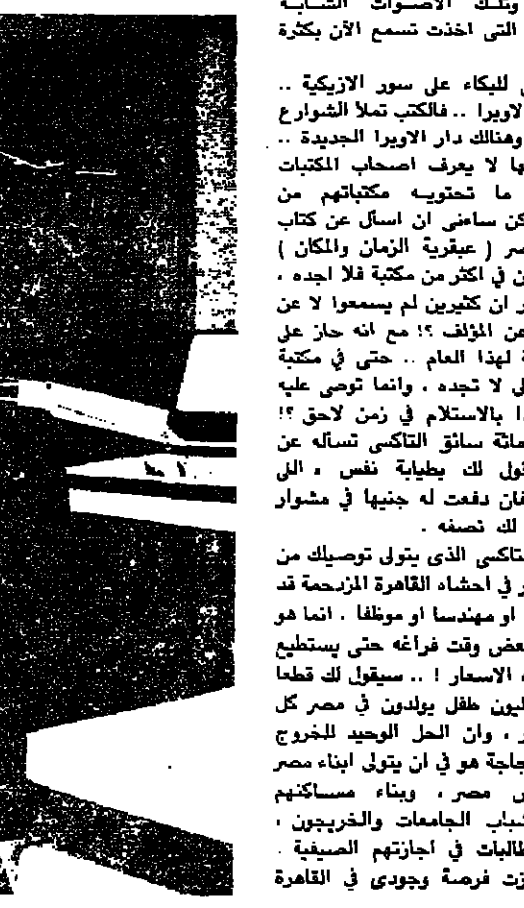 وتلك الأصوات الشابة
التى اخذت تسمع الآن بكثرة
للبكاء على سور الازبكية ..
لاوبرا .. فالكتب تملأ الشوارع
وهنالك دار الاوبرا الجديدة ..
ها لا يعرف اصحاب المكتبات
ما تحتويه مكتباتهم من
كن ساءنى ان اسأل عن كتاب
صر ( عبقرية الزمان والمكان )
ن في اكثر من مكتبة فلا اجده ،
ر ان كثيرين لم يسمعوا لا عن
عن المؤلف ؟! مع انه حاز على
ة لهذا العام .. حتى في مكتبة
لى لا تجده ، وانما توصى عليه
دا بالاستلام في زمن لاحق ؟!
سائق التاكسى تسأله عن
قول لك بطيابة نفس « اللى
فان دفعت له جنيها في مشوار
لك نصفه .
تاكسى الذى يتولى توصيلك من
ر في احشاء القاهرة المزدحمة قد
او مهندسا او موظفا . انما هو
بعض وقت فراغه حتى يستطيع
، الاسعار ! .. سيقول لك قطعا
ليون طفل يولدون في مصر كل
ر ، وان الحل الوحيد للخروج
جاجة هو في ان يتولى ابناء مصر
س مصر ، وبناء مساكنهم
شباب الجامعات والخريجون ،
طالبات في اجازتهم الصيفية .
زت فرصة وجودى في القاهرة